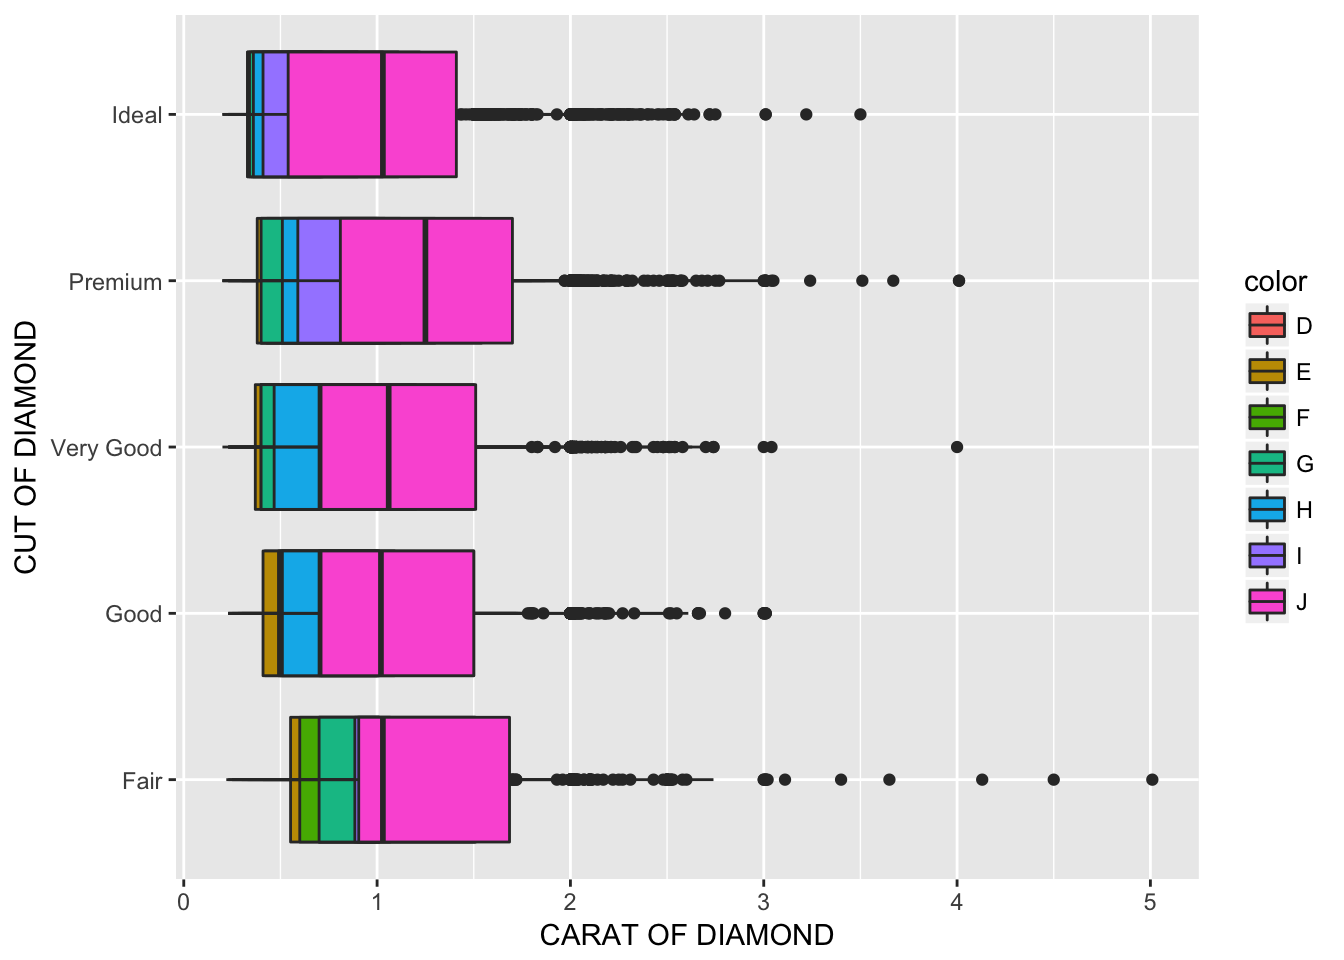 Ideal
Premium
Very Good
Good
Fair
CUT OF DIAMOND
0 1 2 3 4 5
CARAT OF DIAMOND
color
D
E
F
G
H
I
J